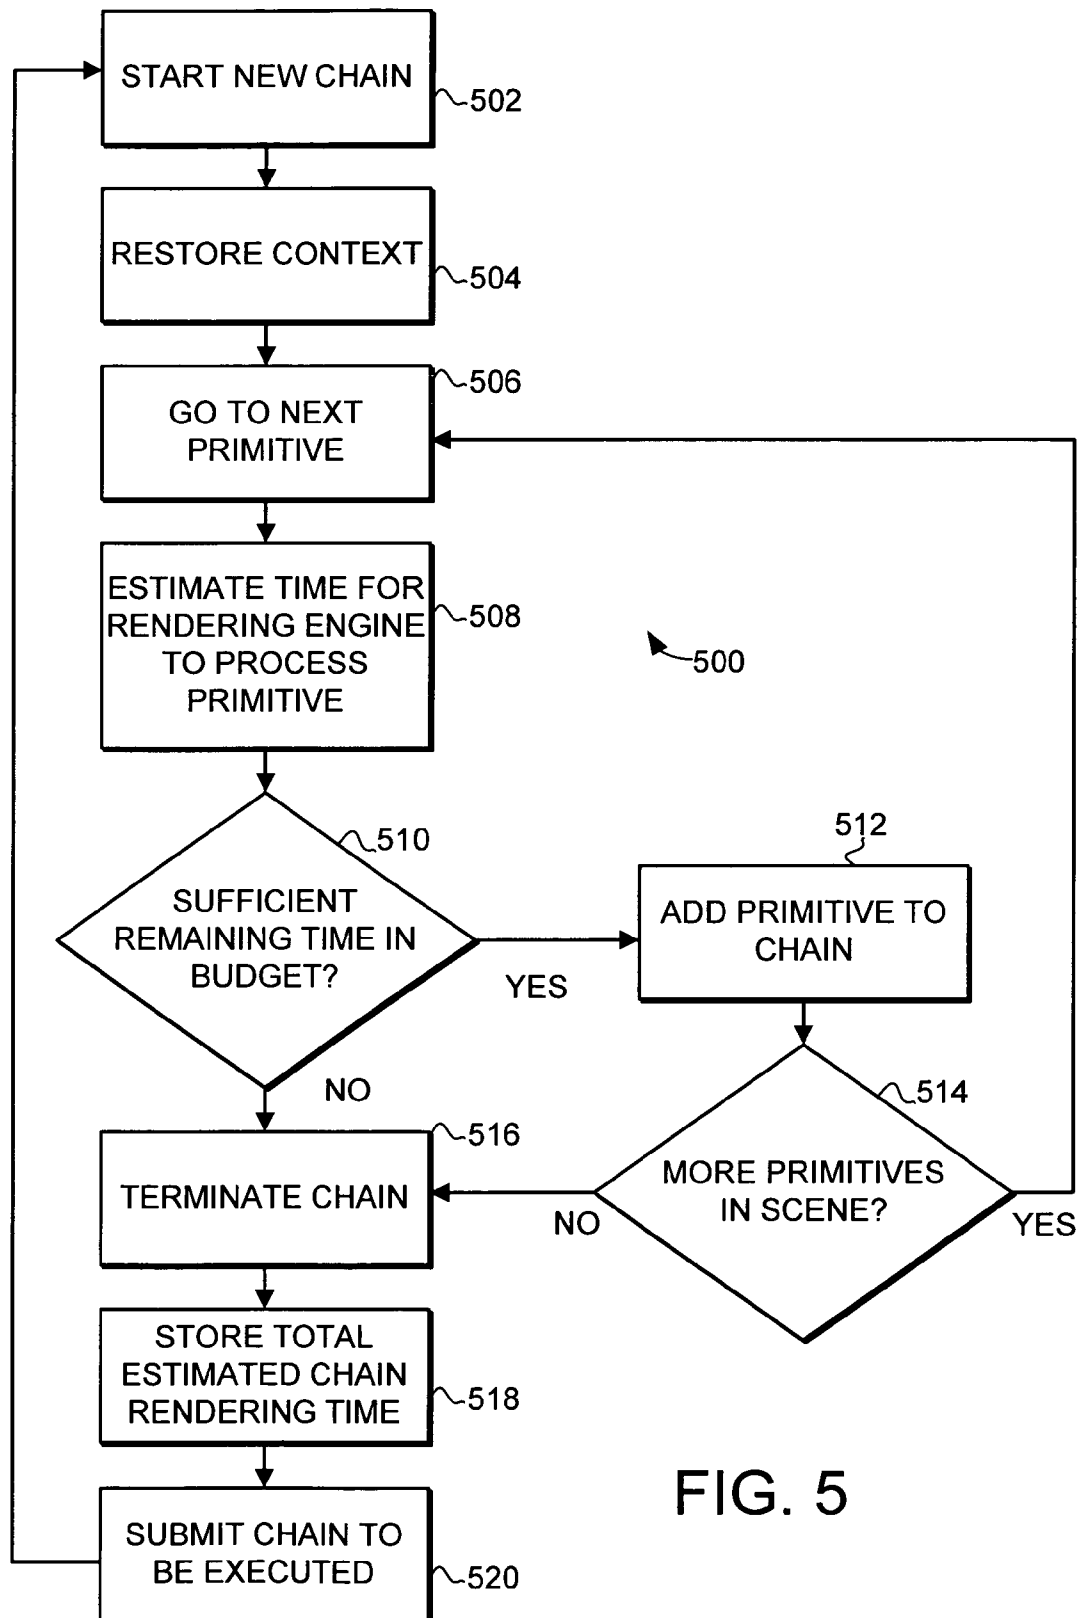 START NEW CHAIN
502
RESTORE CONTEXT
504
506
GO TO NEXT
PRIMITIVE
ESTIMATE TIME FOR
RENDERING ENGINE
TO PROCESS
PRIMITIVE
508
500
510
SUFFICIENT
REMAINING TIME IN
BUDGET?
YES
NO
512
ADD PRIMITIVE TO
CHAIN
514
MORE PRIMITIVES
IN SCENE?
NO
YES
516
TERMINATE CHAIN
STORE TOTAL
ESTIMATED CHAIN
RENDERING TIME
518
SUBMIT CHAIN TO
BE EXECUTED
520
FIG. 5